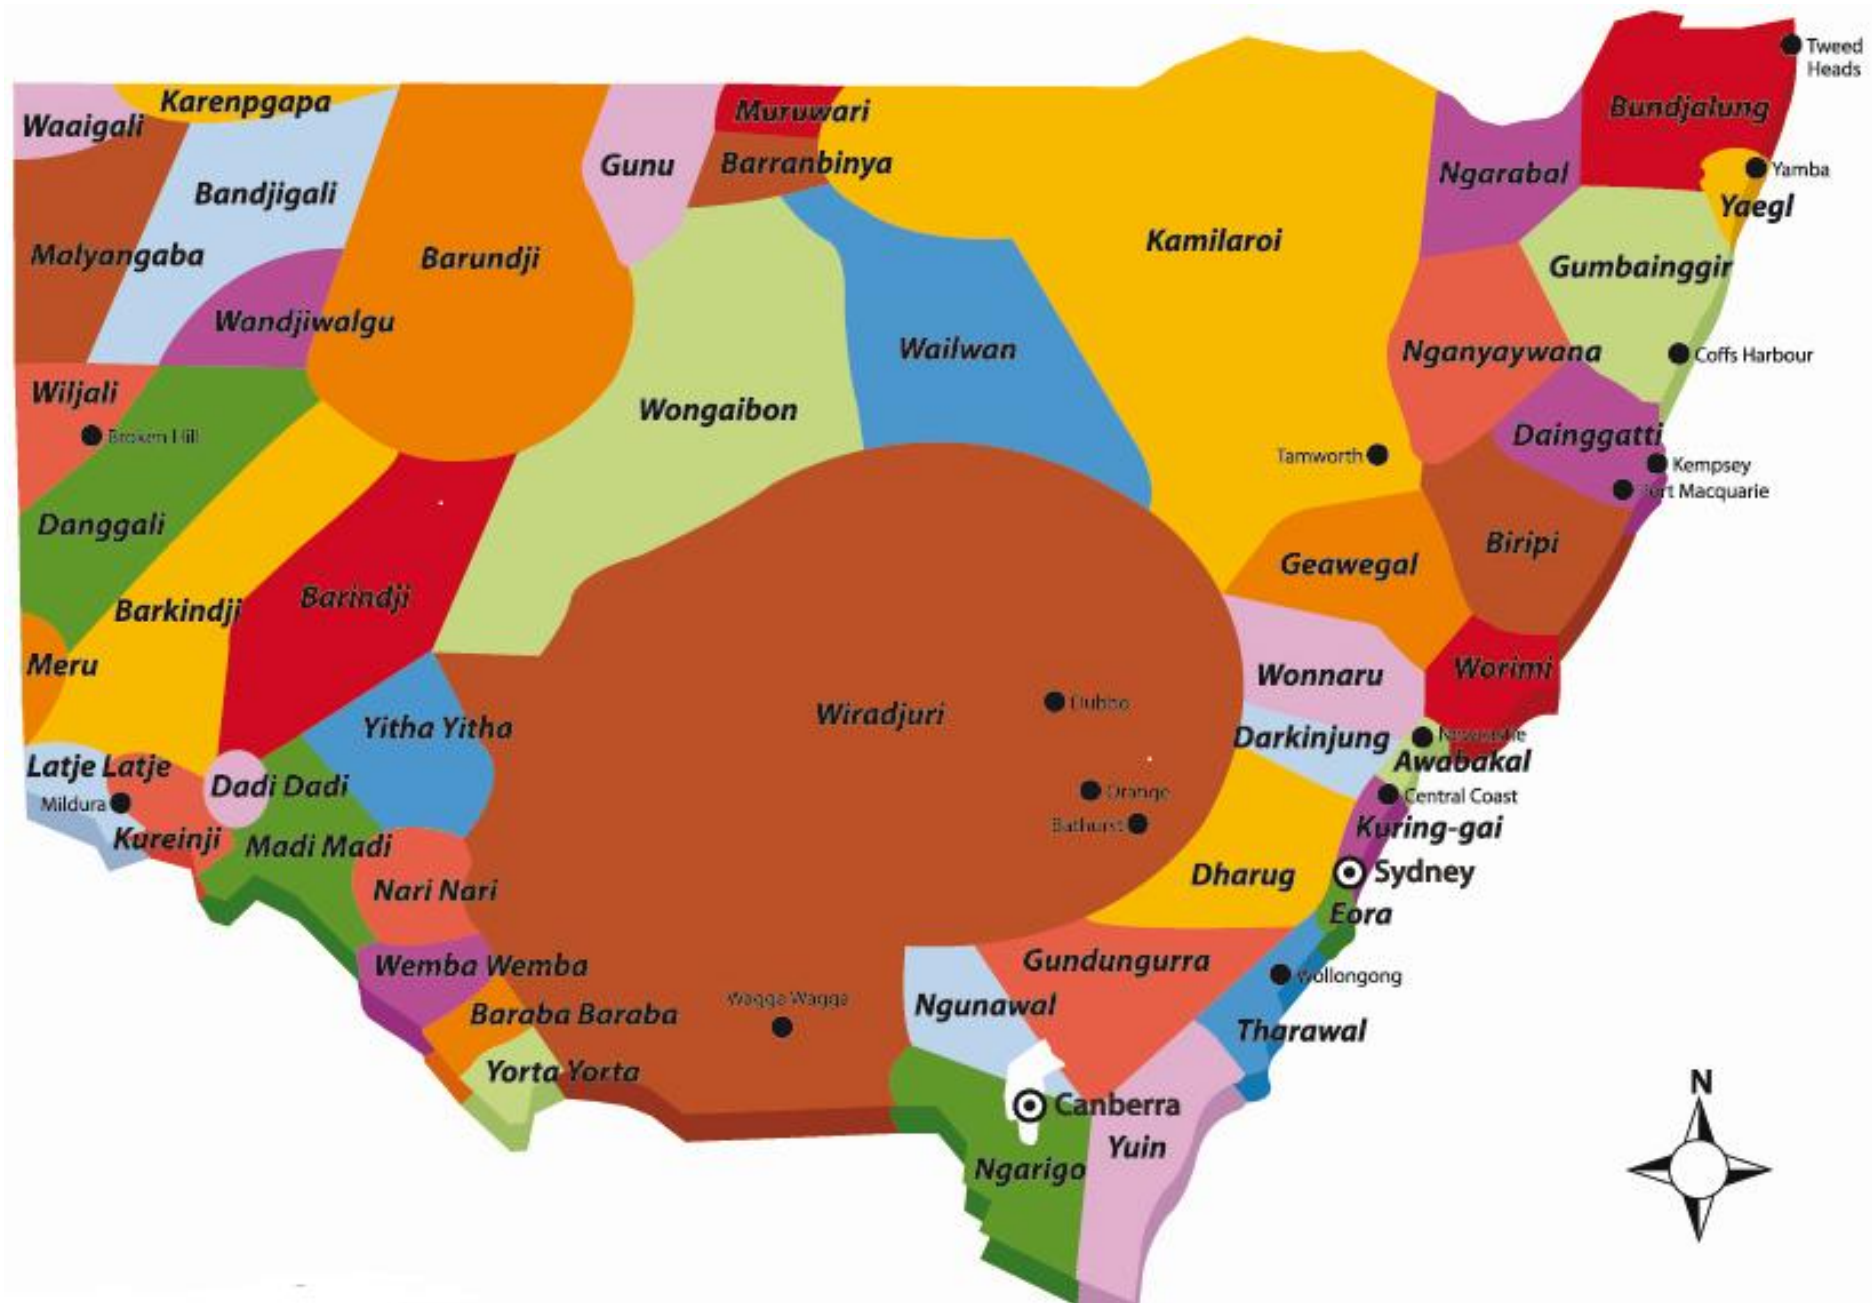 Tweed
Heads
Karenpgapa
Waaigali
Muruwari
Bundjalung
Barranbinya
Gunu
Yamba
Ngarabal
Bandjigali
Yaegl
Kamilaroi
Malyangaba
Barundji
Gumbainggir
Wandjiwalgu
Wailwan
Nganyaywana
Coffs Harbour
Wiljali
Wongaibon
Broken Hill
Dainggatti
Tamworth
Kempsey
Port Macquarie
Danggali
Biripi
Geawegal
Barindji
Barkindji
Meru
Worimi
Wonnaru
Dubbo
Wiradjuri
Yitha Yitha
Darkinjung
Newcastle
Awabakal
Latje Latje
Dadi Dadi
Orange
Central Coast
Mildura
Bathurst
Kuring-gai
Kureinji
Madi Madi
Sydney
Dharug
Nari Nari
Eora
Gundungurra
Wemba Wemba
Wollongong
Wagga Wagga
Ngunawal
Baraba Baraba
Tharawal
Yorta Yorta
N
Canberra
Yuin
Ngarigo